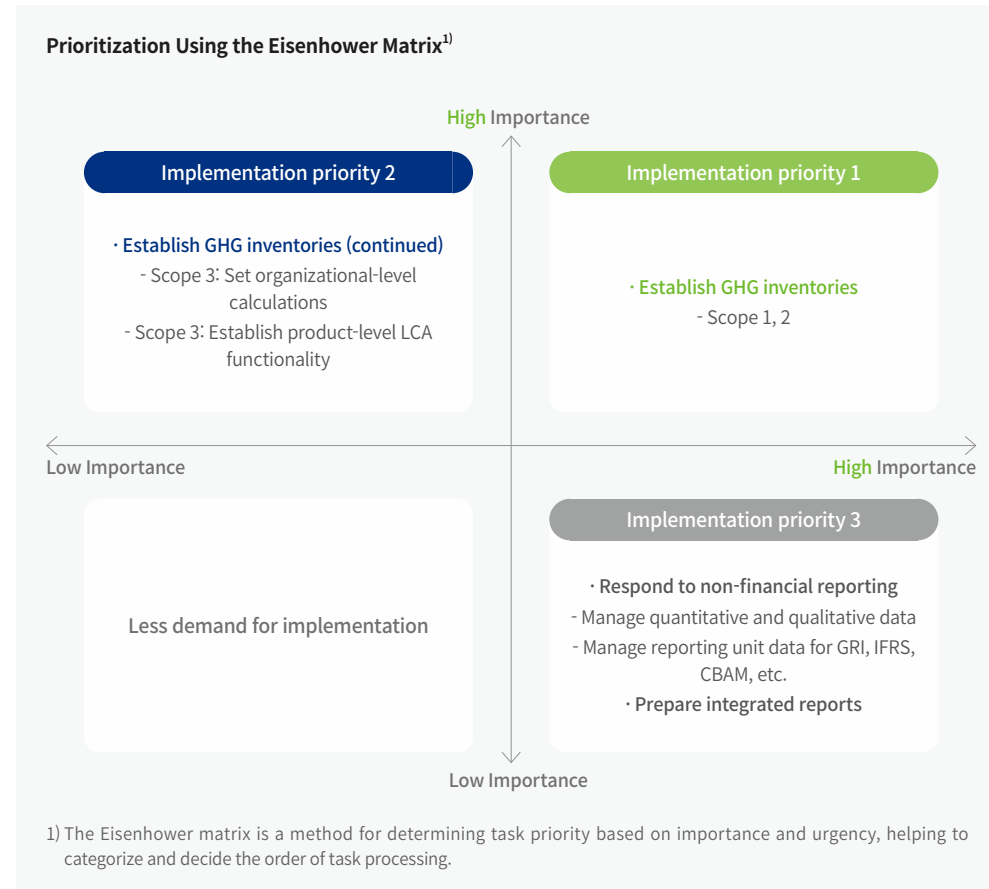 Prioritization Using the Eisenhower Matrix1)
High Importance
Implementation priority 2
· Establish GHG inventories (continued)
- Scope 3: Set organizational-level
calculations
- Scope 3: Establish product-level LCA
functionality
Implementation priority 1
· Establish GHG inventories
- Scope 1, 2
Low Importance
High Importance
Less demand for implementation
Implementation priority 3
· Respond to non-financial reporting
- Manage quantitative and qualitative data
- Manage reporting unit data for GRI, IFRS,
CBAM, etc.
· Prepare integrated reports
Low Importance
1) The Eisenhower matrix is a method for determining task priority based on importance and urgency, helping to
categorize and decide the order of task processing.